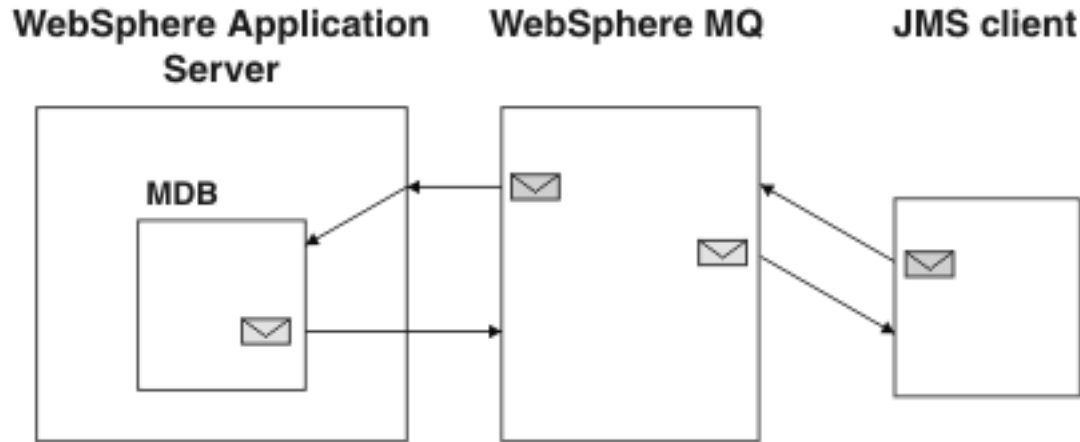 WebSphere Application
Server
WebSphere MQ
JMS client
MDB